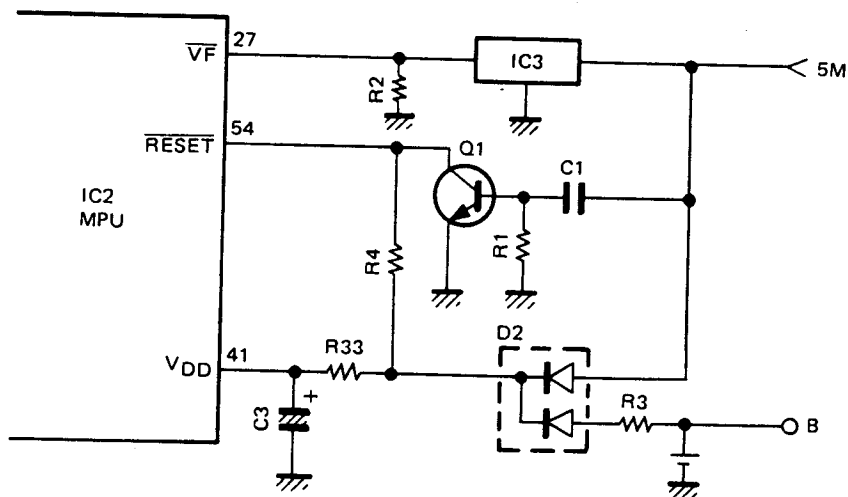 VF 27
IC3
5M
R2
RESET 54
Q1
C1
IC2
MPU
R4
R1
D2
VDD 41
R33
R3
+
C3
B